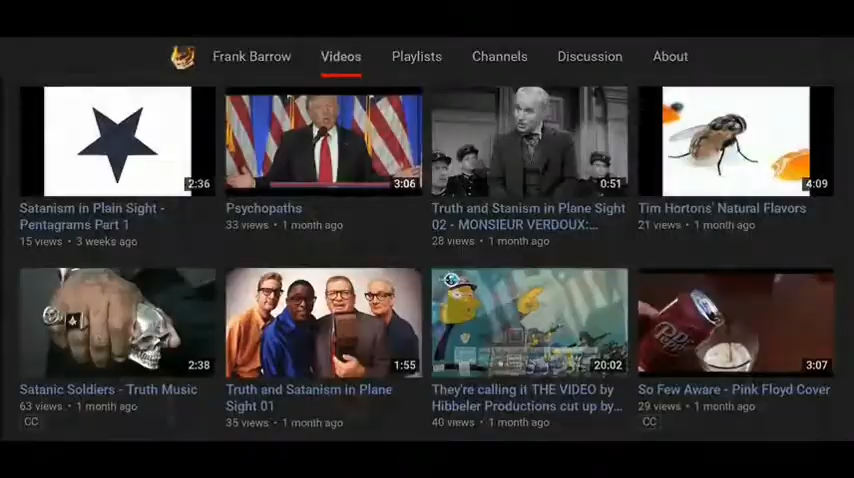 Frank Barrow Videos Playlists Channels Discussion About
2:36 3:06 0:51 4:09
Satanism in Plain Sight -
Pentagrams Part 1
15 views • 3 weeks ago
Psychopaths
33 views • 1 month ago
Truth and Stanism in Plane Sight
02 - MONSIEUR VERDOUX:...
28 views • 1 month ago
Tim Hortons' Natural Flavors
21 views • 1 month ago
2:38 1:55 20:02 3:07
Satanic Soldiers - Truth Music
63 views • 1 month ago
CC
Truth and Satanism in Plane
Sight 01
35 views • 1 month ago
They're calling it THE VIDEO by
Hibbeler Productions cut up by...
40 views • 1 month ago
So Few Aware - Pink Floyd Cover
29 views • 1 month ago
CC